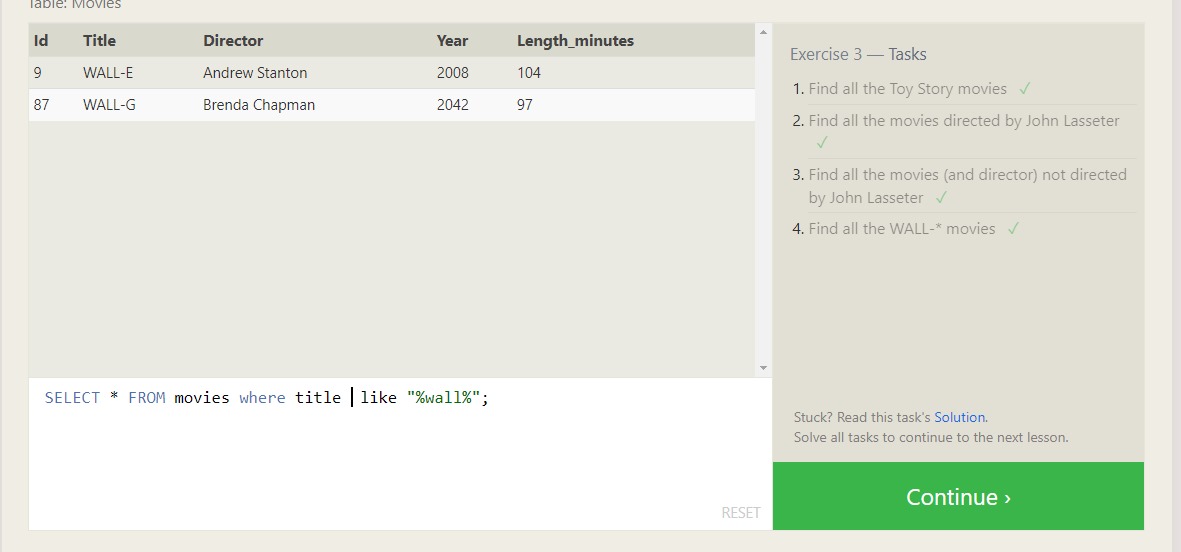 Table: Movies
Id Title Director Year Length_minutes
9 WALL-E Andrew Stanton 2008 104
87 WALL-G Brenda Chapman 2042 97
SELECT * FROM movies where title like "%wall%";
RESET
Exercise 3 — Tasks
1. Find all the Toy Story movies ✓
2. Find all the movies directed by John Lasseter
✓
3. Find all the movies (and director) not directed
by John Lasseter ✓
4. Find all the WALL-* movies ✓
Stuck? Read this task's Solution.
Solve all tasks to continue to the next lesson.
Continue ›